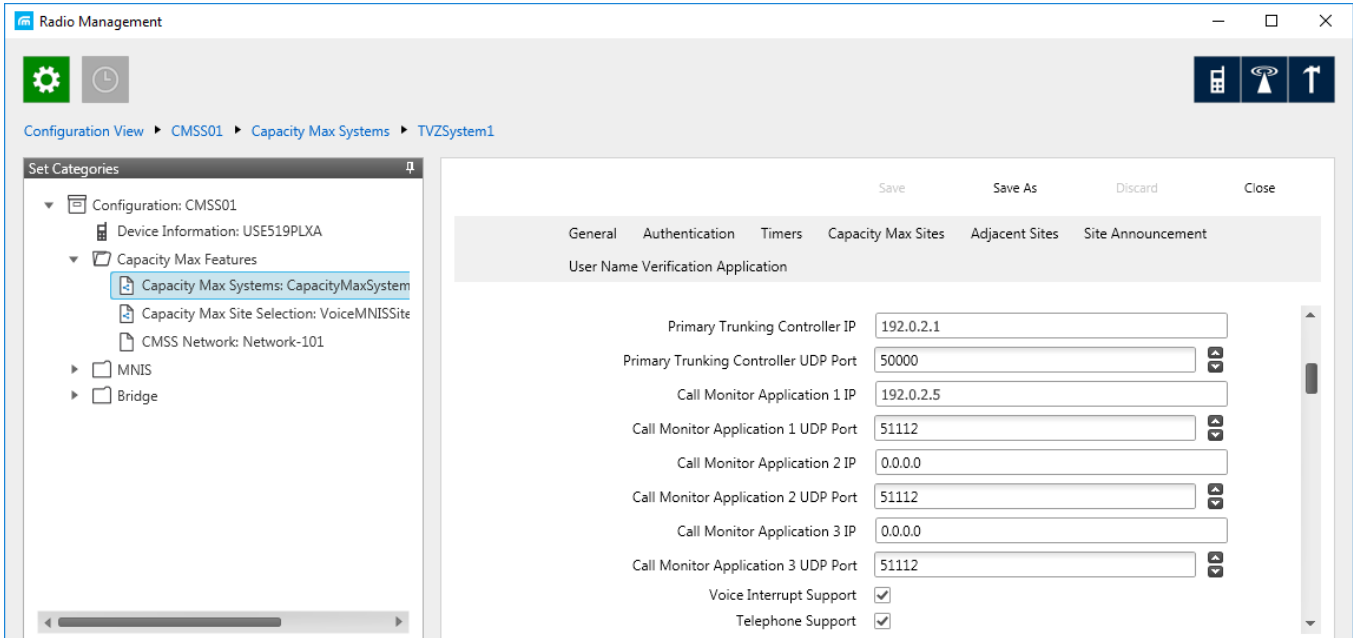 Radio Management
Configuration View ▶ CMSS01 ▶ Capacity Max Systems ▶ TVZSystem1
Set Categories
Configuration: CMSS01
Device Information: USE519PLXA
Capacity Max Features
Capacity Max Systems: CapacityMaxSystem
Capacity Max Site Selection: VoiceMNISSite
CMSS Network: Network-101
MNIS
Bridge
Save Save As Discard Close
General Authentication Timers Capacity Max Sites Adjacent Sites Site Announcement
User Name Verification Application
Primary Trunking Controller IP 192.0.2.1
Primary Trunking Controller UDP Port 50000
Call Monitor Application 1 IP 192.0.2.5
Call Monitor Application 1 UDP Port 51112
Call Monitor Application 2 IP 0.0.0.0
Call Monitor Application 2 UDP Port 51112
Call Monitor Application 3 IP 0.0.0.0
Call Monitor Application 3 UDP Port 51112
Voice Interrupt Support
Telephone Support